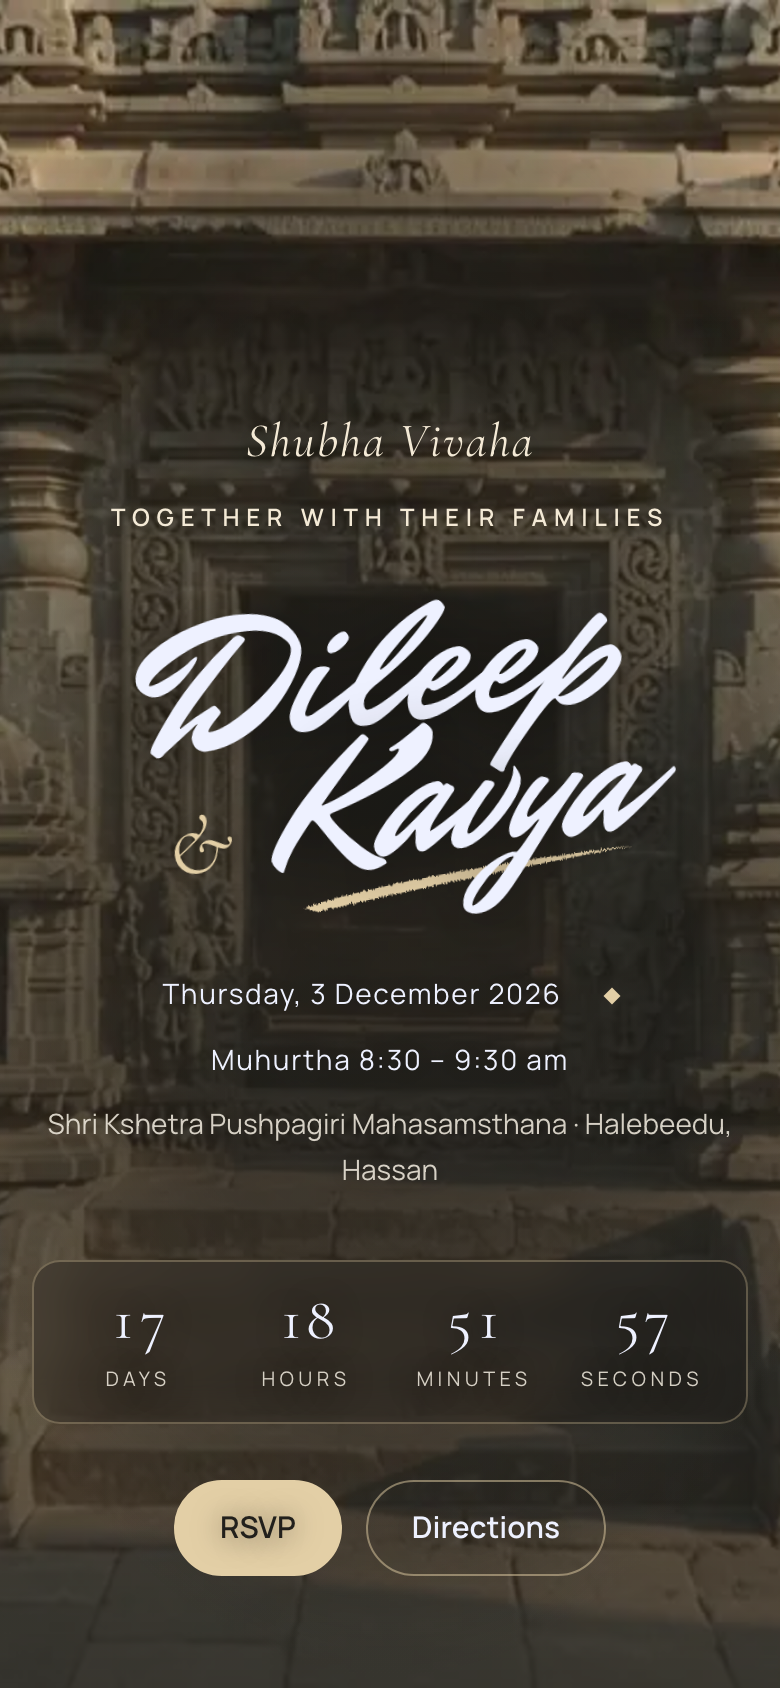 Shubha Vivaha
TOGETHER WITH THEIR FAMILIES
Dileep
& Kavya
Thursday, 3 December 2026 ◆
Muhurtha 8:30 – 9:30 am
Shri Kshetra Pushpagiri Mahasamsthana · Halebeedu,
Hassan
17 18 51 57
DAYS HOURS MINUTES SECONDS
RSVP Directions